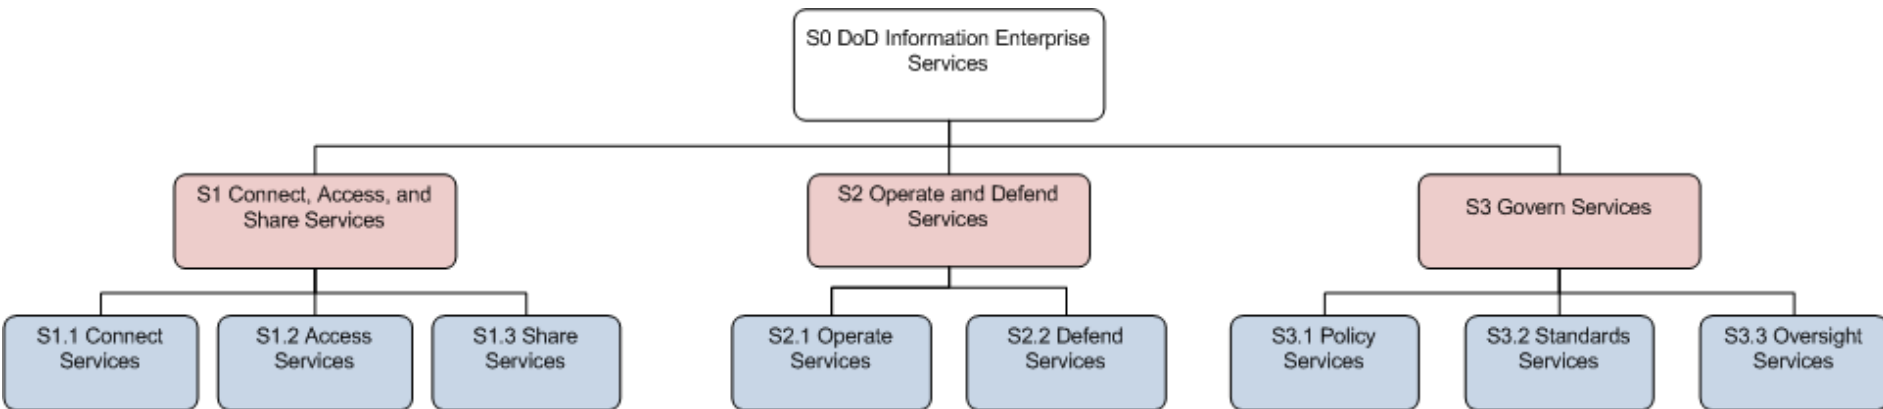 S0 DoD Information Enterprise
Services
S1 Connect, Access, and
Share Services
S2 Operate and Defend
Services
S3 Govern Services
S1.1 Connect
Services
S1.2 Access
Services
S1.3 Share
Services
S2.1 Operate
Services
S2.2 Defend
Services
S3.1 Policy
Services
S3.2 Standards
Services
S3.3 Oversight
Services